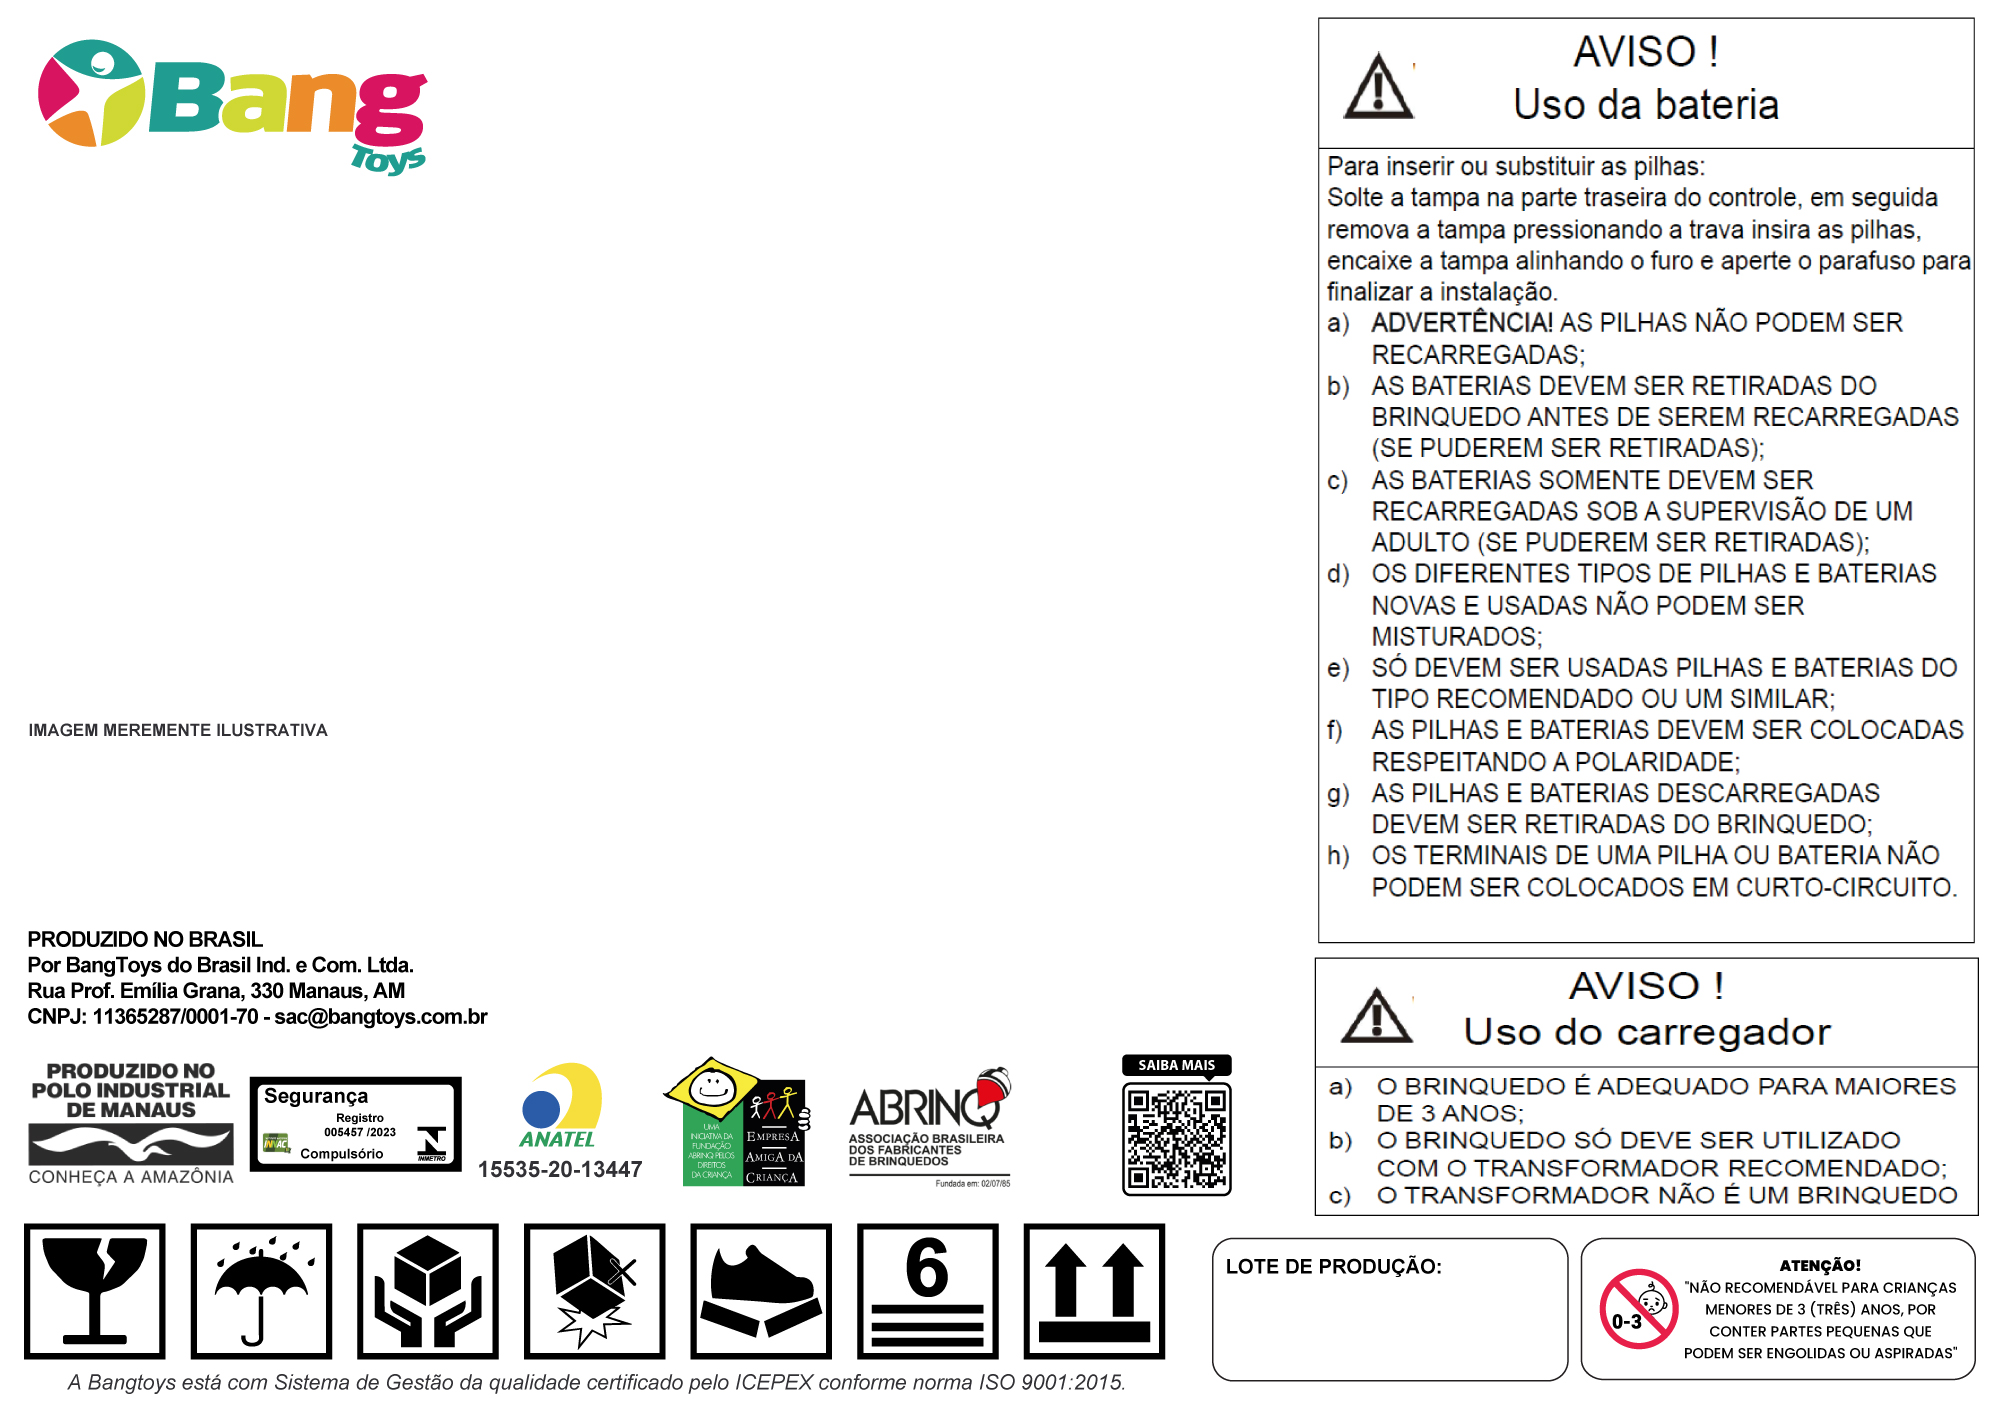 Bang
Toys
IMAGEM MEREMENTE ILUSTRATIVA
PRODUZIDO NO BRASIL
Por BangToys do Brasil Ind. e Com. Ltda.
Rua Prof. Emília Grana, 330 Manaus, AM
CNPJ: 11365287/0001-70 - sac@bangtoys.com.br
PRODUZIDO NO
POLO INDUSTRIAL
DE MANAUS
CONHEÇA A AMAZÔNIA
Segurança
Registro
005457 /2023
Compulsório
INMETRO
ANATEL
15535-20-13447
UMA
INICIATIVA DA
FUNDAÇÃO
ABRINQ PELOS
DIREITOS
DA CRIANÇA
EMPRESA
AMIGA DA
CRIANÇA
ABRINQ
ASSOCIAÇÃO BRASILEIRA
DOS FABRICANTES
DE BRINQUEDOS
Fundada em: 02/07/85
SAIBA MAIS
6
A Bangtoys está com Sistema de Gestão da qualidade certificado pelo ICEPEX conforme norma ISO 9001:2015.
AVISO !
Uso da bateria
Para inserir ou substituir as pilhas:
Solte a tampa na parte traseira do controle, em seguida
remova a tampa pressionando a trava insira as pilhas,
encaixe a tampa alinhando o furo e aperte o parafuso para
finalizar a instalação.
a) ADVERTÊNCIA! AS PILHAS NÃO PODEM SER
RECARREGADAS;
b) AS BATERIAS DEVEM SER RETIRADAS DO
BRINQUEDO ANTES DE SEREM RECARREGADAS
(SE PUDEREM SER RETIRADAS);
c) AS BATERIAS SOMENTE DEVEM SER
RECARREGADAS SOB A SUPERVISÃO DE UM
ADULTO (SE PUDEREM SER RETIRADAS);
d) OS DIFERENTES TIPOS DE PILHAS E BATERIAS
NOVAS E USADAS NÃO PODEM SER
MISTURADOS;
e) SÓ DEVEM SER USADAS PILHAS E BATERIAS DO
TIPO RECOMENDADO OU UM SIMILAR;
f) AS PILHAS E BATERIAS DEVEM SER COLOCADAS
RESPEITANDO A POLARIDADE;
g) AS PILHAS E BATERIAS DESCARREGADAS
DEVEM SER RETIRADAS DO BRINQUEDO;
h) OS TERMINAIS DE UMA PILHA OU BATERIA NÃO
PODEM SER COLOCADOS EM CURTO-CIRCUITO.
AVISO !
Uso do carregador
a) O BRINQUEDO É ADEQUADO PARA MAIORES
DE 3 ANOS;
b) O BRINQUEDO SÓ DEVE SER UTILIZADO
COM O TRANSFORMADOR RECOMENDADO;
c) O TRANSFORMADOR NÃO É UM BRINQUEDO
LOTE DE PRODUÇÃO:
0-3
ATENÇÃO!
"NÃO RECOMENDÁVEL PARA CRIANÇAS
MENORES DE 3 (TRÊS) ANOS, POR
CONTER PARTES PEQUENAS QUE
PODEM SER ENGOLIDAS OU ASPIRADAS"